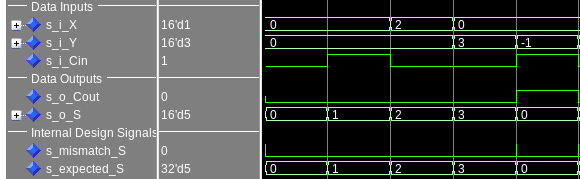 Data Inputs
s_i_X 16'd1 0 2 0
s_i_Y 16'd3 0 3 -1
s_i_Cin 1
Data Outputs
s_o_Cout 0
s_o_S 16'd5 0 1 2 3 0
Internal Design Signals
s_mismatch_S 0
s_expected_S 32'd5 0 1 2 3 0